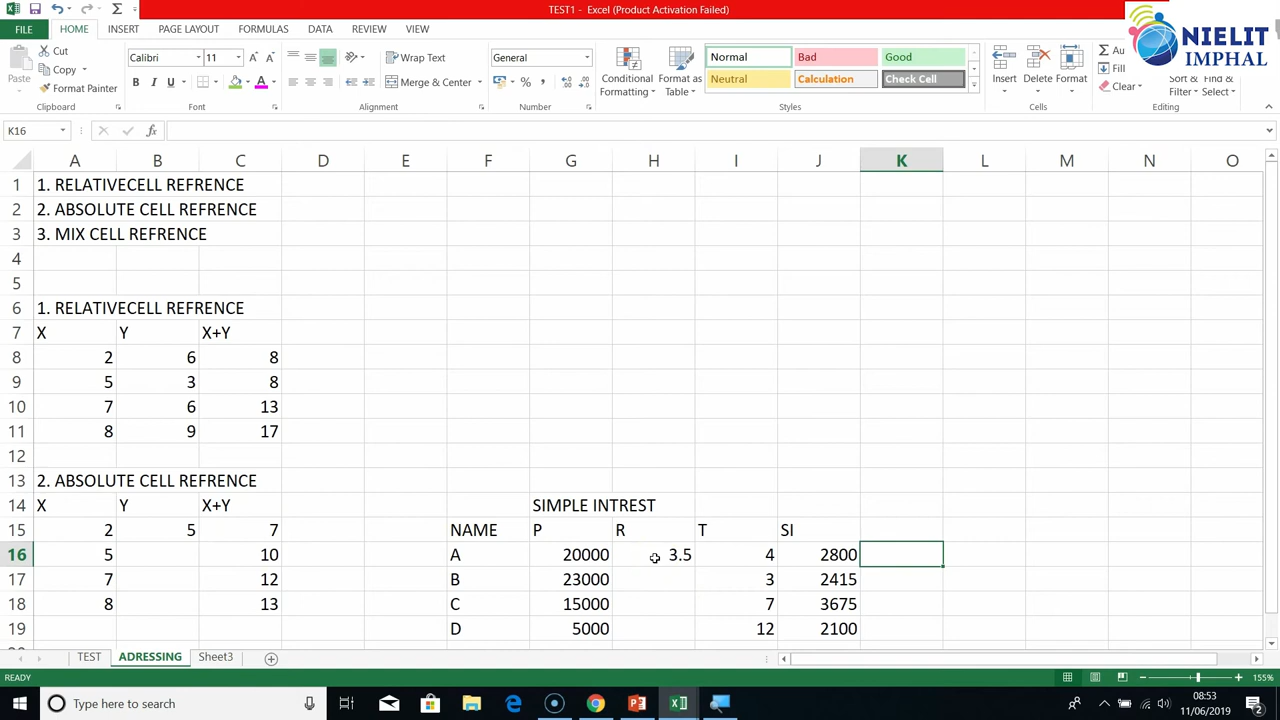 TEST1 - Excel (Product Activation Failed)
FILE HOME INSERT PAGE LAYOUT FORMULAS DATA REVIEW VIEW
NIELIT
IMPHAL
Cut
Copy
Format Painter
Paste
Clipboard
Calibri 11
B I U
Font
Wrap Text
Merge & Center
Alignment
General
%
Number
Conditional
Formatting
Format as
Table
Normal Bad Good
Neutral Calculation Check Cell
Styles
Insert Delete Format
Cells
Au
Fill
Clear
Sort &
Filter
Find &
Select
Editing
K16 fx
A B C D E F G H I J K L M N O
1 1. RELATIVECELL REFRENCE
2 2. ABSOLUTE CELL REFRENCE
3 3. MIX CELL REFRENCE
4
5
6 1. RELATIVECELL REFRENCE
7 X Y X+Y
8 2 6 8
9 5 3 8
10 7 6 13
11 8 9 17
12
13 2. ABSOLUTE CELL REFRENCE
14 X Y X+Y SIMPLE INTREST
15 2 5 7 NAME P R T SI
16 5 10 A 20000 3.5 4 2800
17 7 12 B 23000 3 2415
18 8 13 C 15000 7 3675
19 D 5000 12 2100
TEST ADRESSING Sheet3
READY 155%
Type here to search
08:53
11/06/2019
2